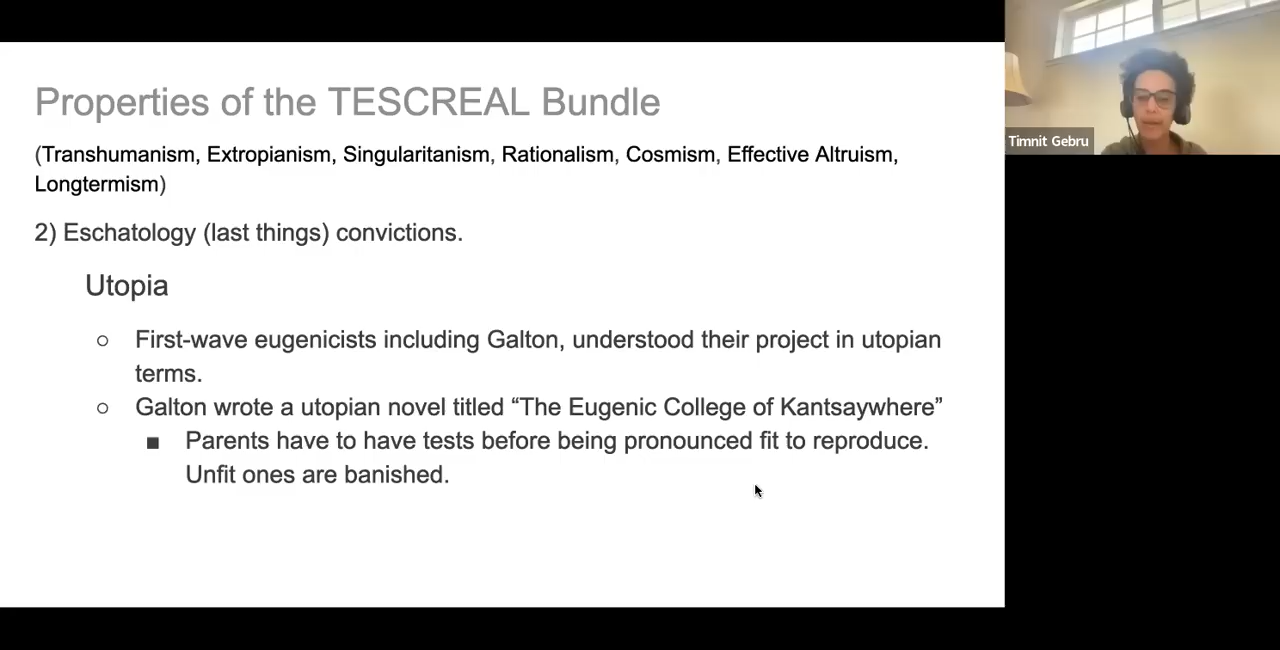 Properties of the TESCREAL Bundle
(Transhumanism, Extropianism, Singularitanism, Rationalism, Cosmism, Effective Altruism,
Longtermism)
2) Eschatology (last things) convictions.
Utopia
○ First-wave eugenicists including Galton, understood their project in utopian
terms.
○ Galton wrote a utopian novel titled “The Eugenic College of Kantsaywhere”
■ Parents have to have tests before being pronounced fit to reproduce.
Unfit ones are banished.
Timnit Gebru